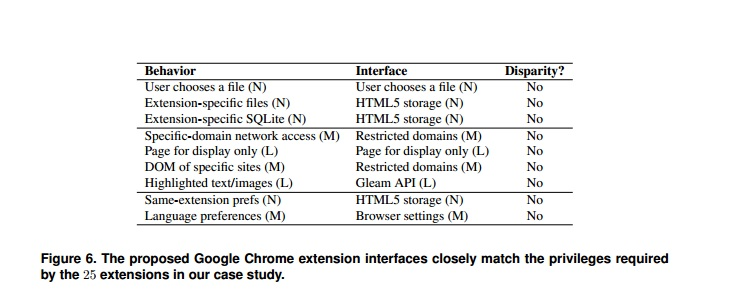 Behavior Interface Disparity?
User chooses a file (N) User chooses a file (N) No
Extension-specific files (N) HTML5 storage (N) No
Extension-specific SQLite (N) HTML5 storage (N) No
Specific-domain network access (M) Restricted domains (M) No
Page for display only (L) Page for display only (L) No
DOM of specific sites (M) Restricted domains (M) No
Highlighted text/images (L) Gleam API (L) No
Same-extension prefs (N) HTML5 storage (N) No
Language preferences (M) Browser settings (M) No
Figure 6. The proposed Google Chrome extension interfaces closely match the privileges required
by the 25 extensions in our case study.